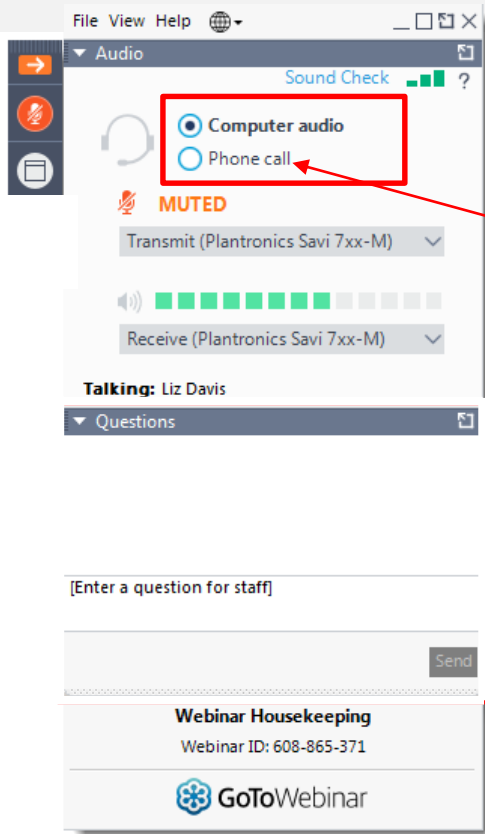 File View Help
Audio
Sound Check ?
Computer audio
Phone call
MUTED
Transmit (Plantronics Savi 7xx-M)
Receive (Plantronics Savi 7xx-M)
Talking: Liz Davis
Questions
[Enter a question for staff]
Send
Webinar Housekeeping
Webinar ID: 608-865-371
GoToWebinar